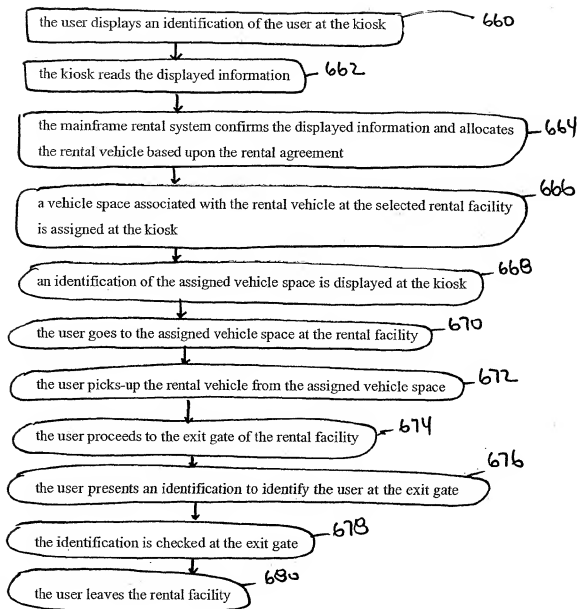 the user displays an identification of the user at the kiosk 660
the kiosk reads the displayed information 662
the mainframe rental system confirms the displayed information and allocates 664
the rental vehicle based upon the rental agreement
666
a vehicle space associated with the rental vehicle at the selected rental facility
is assigned at the kiosk
668
an identification of the assigned vehicle space is displayed at the kiosk
the user goes to the assigned vehicle space at the rental facility 670
the user picks-up the rental vehicle from the assigned vehicle space 672
the user proceeds to the exit gate of the rental facility 674
676
the user presents an identification to identify the user at the exit gate
the identification is checked at the exit gate 678
the user leaves the rental facility 680